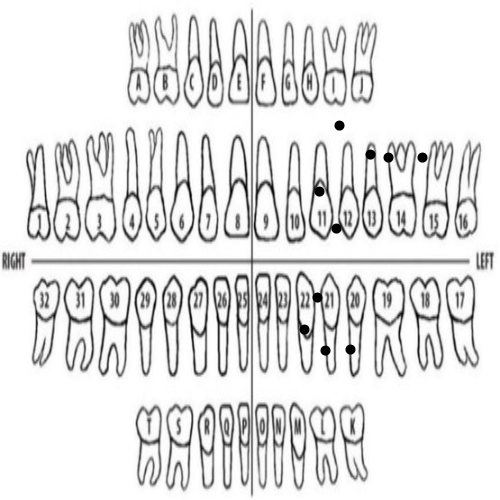 A B C D E F G H I J
1 2 3 4 5 6 7 8 9 10 11 12 13 14 15 16
RIGHT LEFT
32 31 30 29 28 27 26 25 24 23 22 21 20 19 18 17
T S R Q P O N M L K